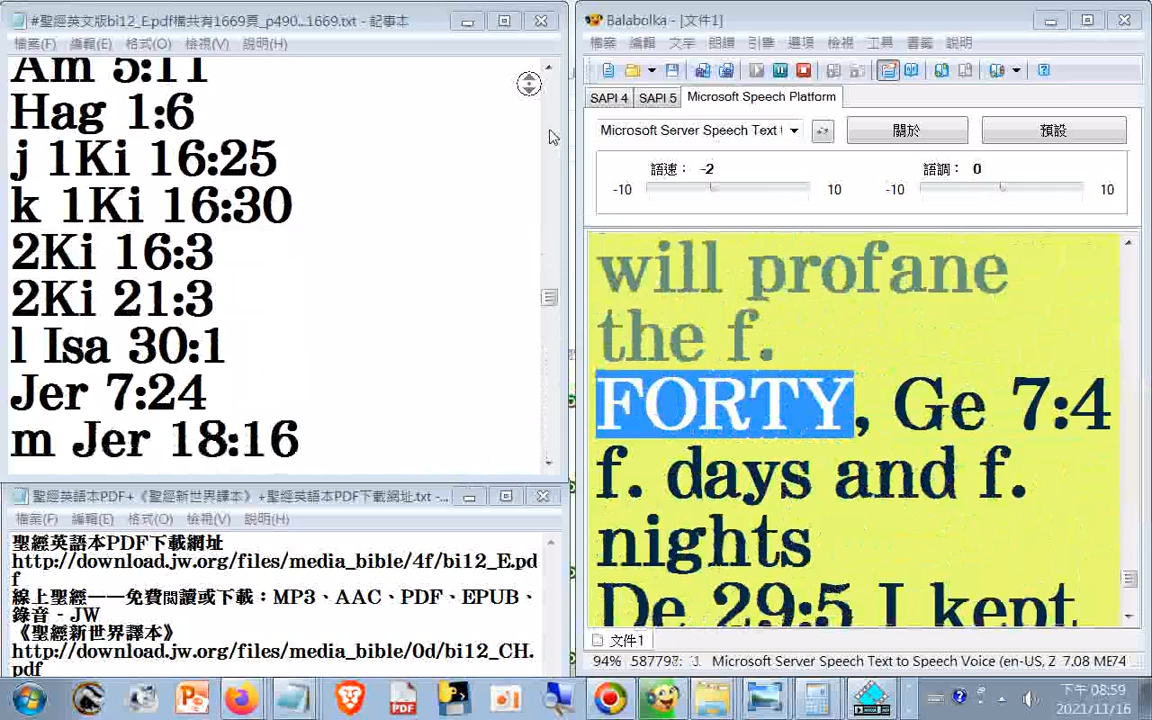 #聖經英文版bi12_E.pdf構共有1669頁_p490...1669.txt - 記事本
檔案(F) 編輯(E) 格式(O) 檢視(V) 說明(H)
Am 5:11
Hag 1:6
j 1Ki 16:25
k 1Ki 16:30
2Ki 16:3
2Ki 21:3
l Isa 30:1
Jer 7:24
m Jer 18:16
聖經英語本PDF+《聖經新世界譯本》+聖經英語本PDF下載網址.txt -...
檔案(F) 編輯(E) 格式(O) 檢視(V) 說明(H)
聖經英語本PDF下載網址
http://download.jw.org/files/media_bible/4f/bi12_E.pd
f
線上聖經——免費閱讀或下載：MP3、AAC、PDF、EPUB、
錄音 - JW
《聖經新世界譯本》
http://download.jw.org/files/media_bible/0d/bi12_CH.
pdf
Balabolka - [文件1]
檔案 編輯 文字 朗讀 引擎 選項 檢視 工具 書籤 說明
SAPI 4 SAPI 5 Microsoft Speech Platform
Microsoft Server Speech Text 關於 預設
語速： -2 語調： 0
-10 10 -10 10
will profane
the f.
FORTY, Ge 7:4
f. days and f.
nights
De 29:5 I kept
文件1
94% Microsoft Server Speech Text to Speech Voice (en-US, Z 7.08 ME
下午 08:59
2021/11/16